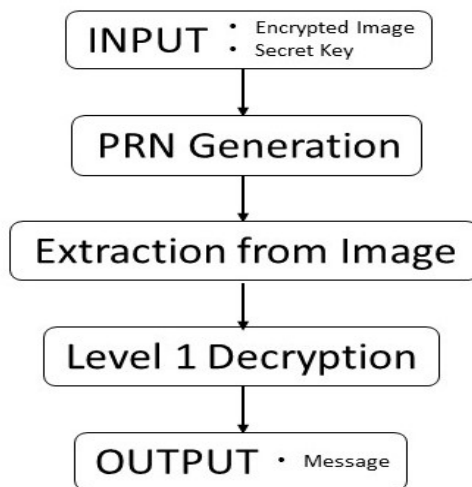 INPUT
• Encrypted Image
• Secret Key
PRN Generation
Extraction from Image
Level 1 Decryption
OUTPUT • Message